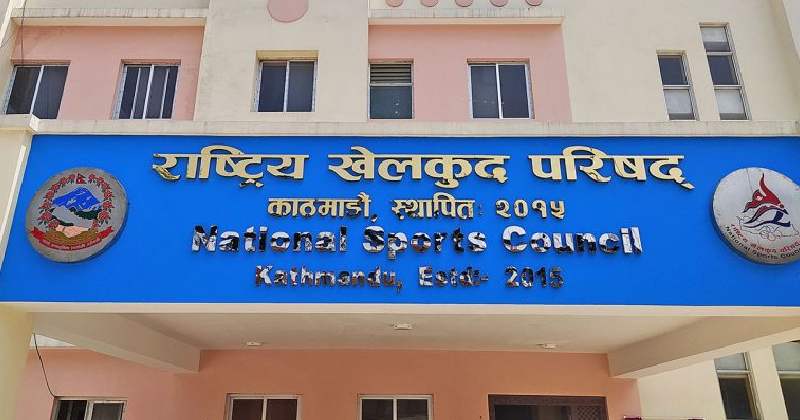 राष्ट्रिय खेलकुद परिषद्
काठमाडौं, स्थापितः २०१५
National Sports Council
Kathmandu, Estd:- 2015